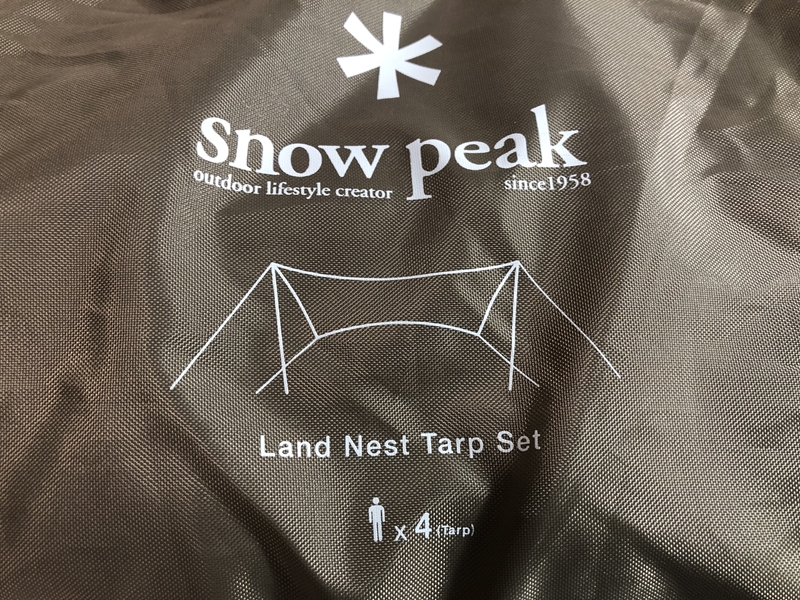 snow peak
outdoor lifestyle creator since1958
Land Nest Tarp Set
x 4 (Tarp)